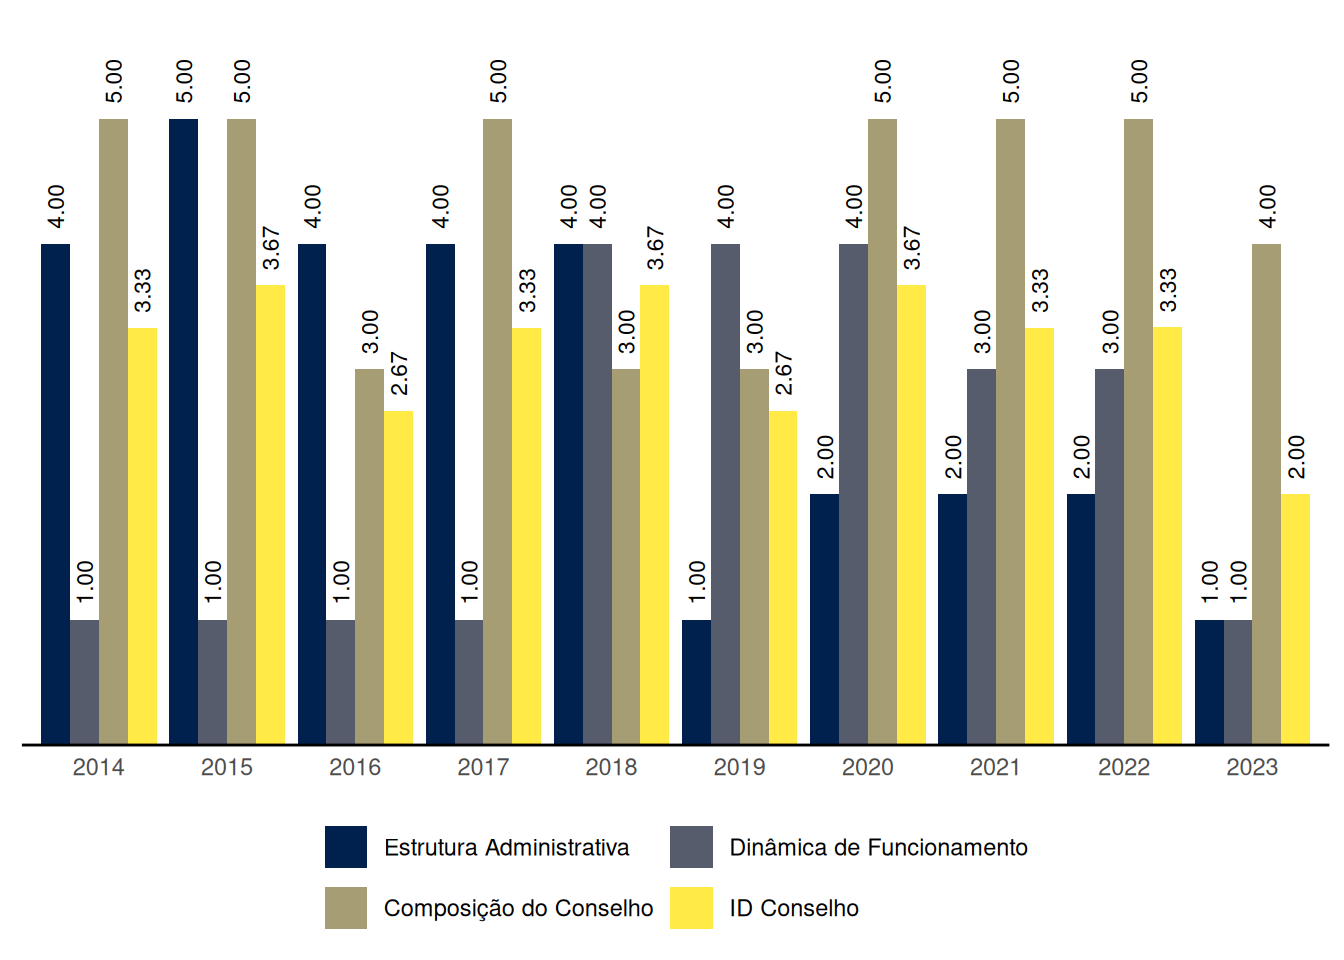 4.00 1.00 5.00 3.33
5.00 1.00 5.00 3.67
4.00 1.00 3.00 2.67
4.00 1.00 5.00 3.33
4.00 4.00 3.00 3.67
1.00 4.00 3.00 2.67
2.00 4.00 5.00 3.67
2.00 3.00 5.00 3.33
2.00 3.00 5.00 3.33
1.00 1.00 4.00 2.00
2014 2015 2016 2017 2018 2019 2020 2021 2022 2023
Estrutura Administrativa
Dinâmica de Funcionamento
Composição do Conselho
ID Conselho